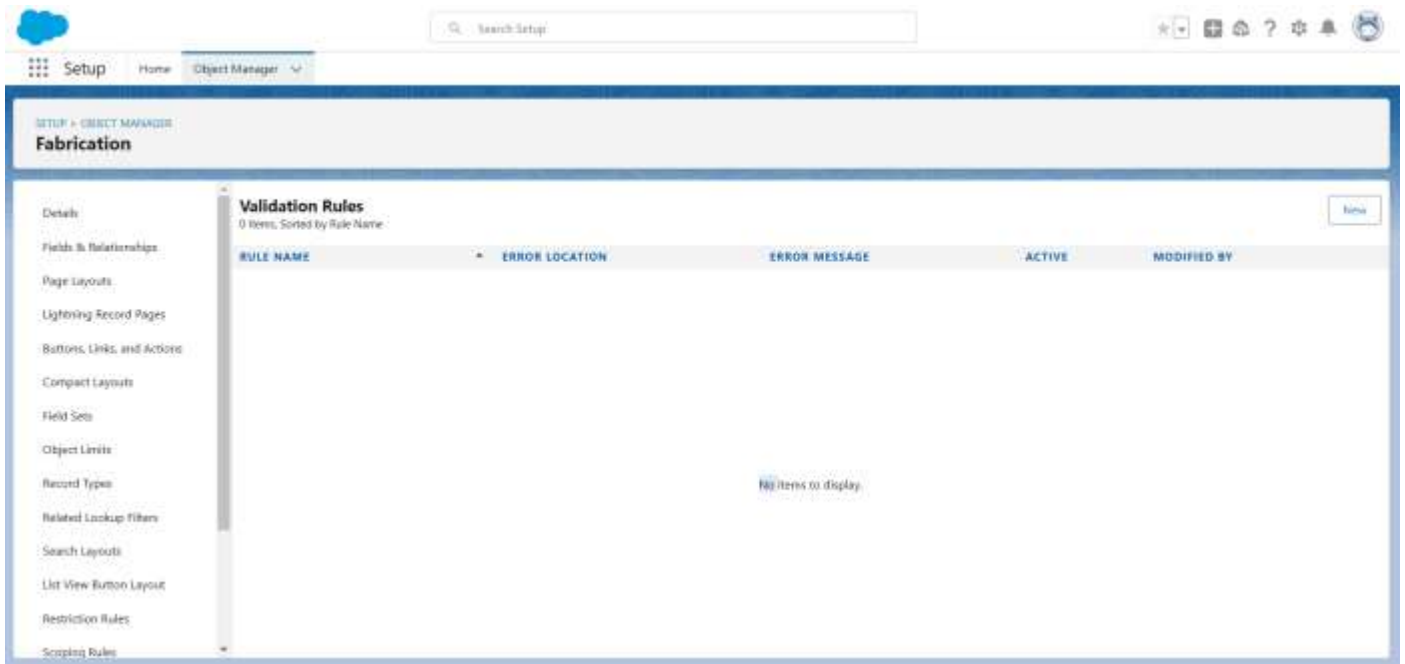 Search Setup
Setup Home Object Manager
SETUP > OBJECT MANAGER
Fabrication
Details
Fields & Relationships
Page Layouts
Lightning Record Pages
Buttons, Links, and Actions
Compact Layouts
Field Sets
Object Limits
Record Types
Related Lookup Filters
Search Layouts
List View Button Layout
Restriction Rules
Scoping Rules
Validation Rules
0 Items, Sorted by Rule Name
New
RULE NAME ERROR LOCATION ERROR MESSAGE ACTIVE MODIFIED BY
No items to display.